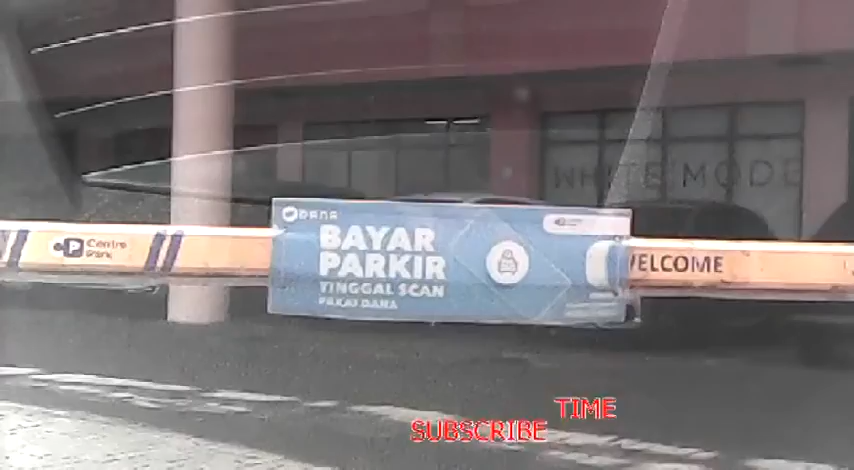 WHITE MODE
DANA
BAYAR
PARKIR
TINGGAL SCAN
PAKAI DANA
Centre
Park
WELCOME
TIME
SUBSCRIBE